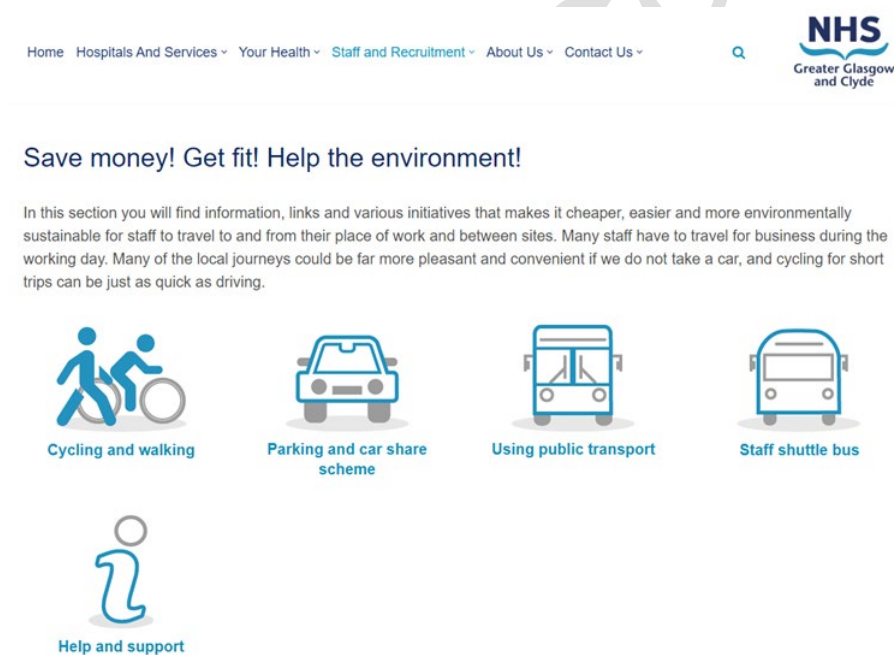 Home Hospitals And Services Your Health Staff and Recruitment About Us Contact Us
NHS
Greater Glasgow
and Clyde
Save money! Get fit! Help the environment!
In this section you will find information, links and various initiatives that makes it cheaper, easier and more environmentally
sustainable for staff to travel to and from their place of work and between sites. Many staff have to travel for business during the
working day. Many of the local journeys could be far more pleasant and convenient if we do not take a car, and cycling for short
trips can be just as quick as driving.
Cycling and walking
Parking and car share
scheme
Using public transport
Staff shuttle bus
Help and support